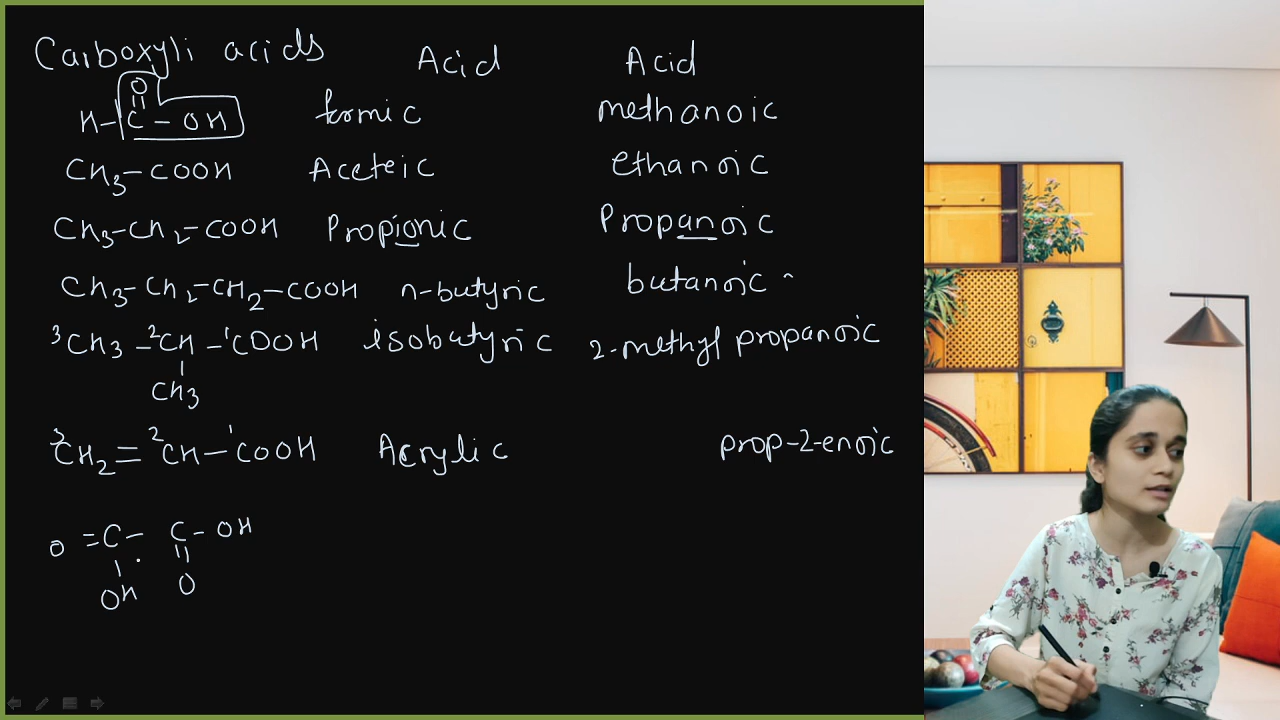 Carboxyli acids Acid Acid
O
H-C-OH formic methanoic
CH3-COOH Aceteic ethanoic
CH3-CH2-COOH Propionic Propanoic
CH3-CH2-CH2-COOH n-butyric butanoic
3CH3-2CH-1COOH isobutyric 2-methyl propanoic
CH3
3CH2=2CH-1COOH Acrylic prop-2-enoic
O=C-C-OH
OH O